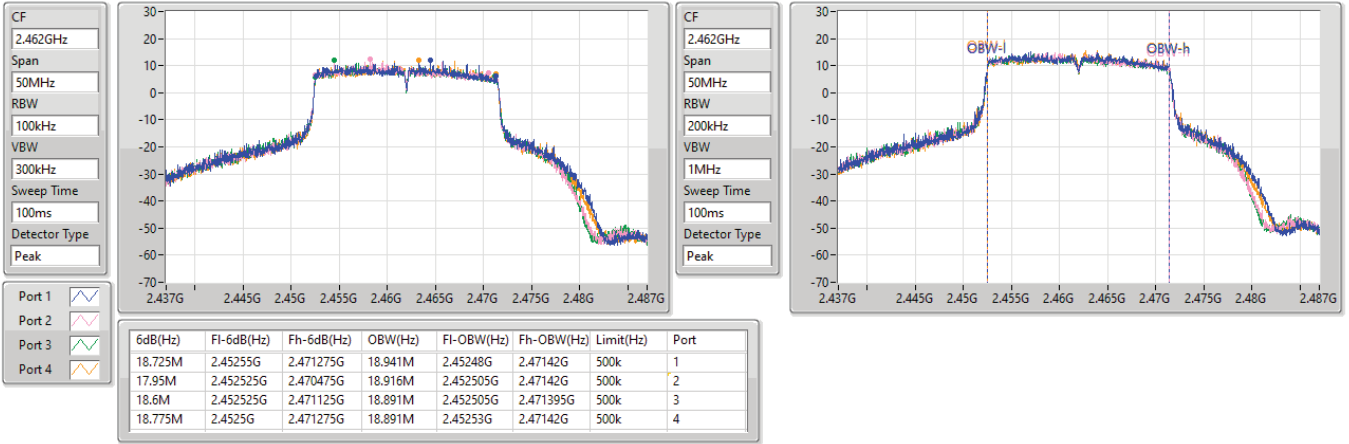 CF
2.462GHz
Span
50MHz
RBW
100kHz
VBW
300kHz
Sweep Time
100ms
Detector Type
Peak
30
20
10
0
-10
-20
-30
-40
-50
-60
-70
2.437G 2.445G 2.45G 2.455G 2.46G 2.465G 2.47G 2.475G 2.48G 2.487G
CF
2.462GHz
Span
50MHz
RBW
200kHz
VBW
1MHz
Sweep Time
100ms
Detector Type
Peak
30
20
10
0
-10
-20
-30
-40
-50
-60
-70
OBW-l OBW-h
2.437G 2.445G 2.45G 2.455G 2.46G 2.465G 2.47G 2.475G 2.48G 2.487G
Port 1
Port 2
Port 3
Port 4
6dB(Hz) Fl-6dB(Hz) Fh-6dB(Hz) OBW(Hz) Fl-OBW(Hz) Fh-OBW(Hz) Limit(Hz) Port
18.725M 2.45255G 2.471275G 18.941M 2.45248G 2.47142G 500k 1
17.95M 2.452525G 2.470475G 18.916M 2.452505G 2.47142G 500k 2
18.6M 2.452525G 2.471125G 18.891M 2.452505G 2.471395G 500k 3
18.775M 2.4525G 2.471275G 18.891M 2.45253G 2.47142G 500k 4